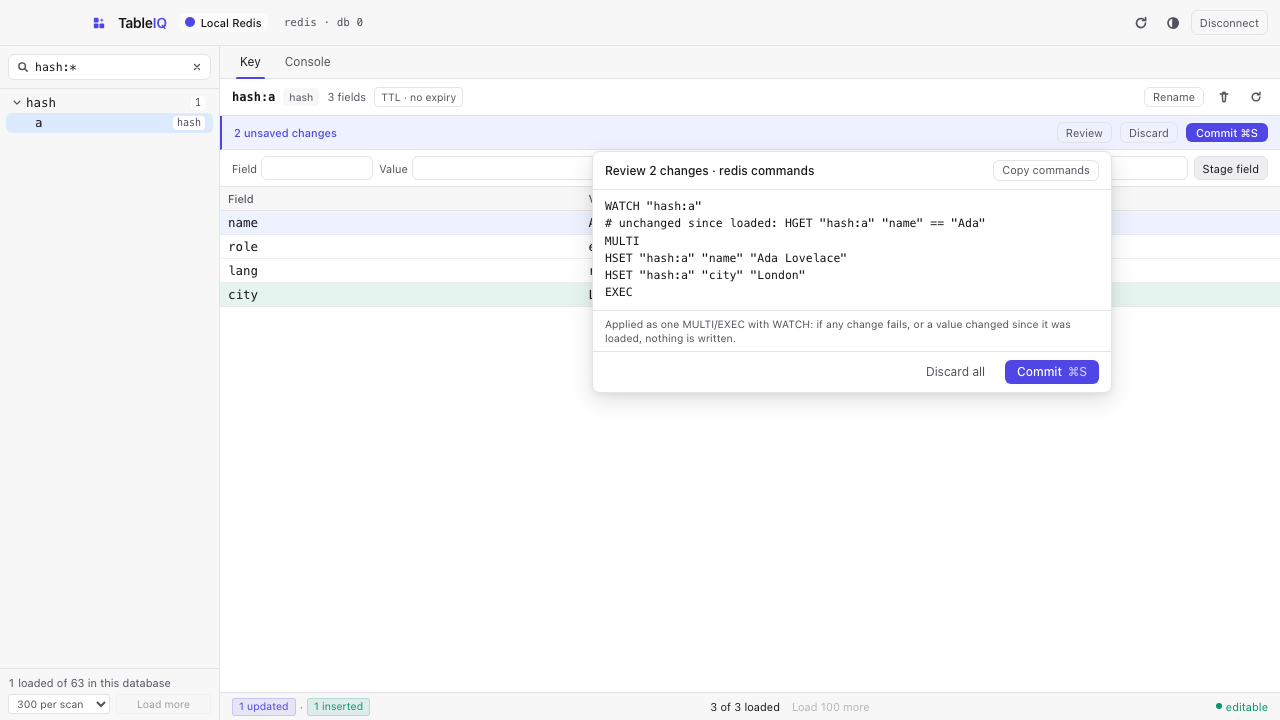 TableIQ
Local Redis
redis · db 0
Disconnect
hash:*
hash 1
a hash
1 loaded of 63 in this database
300 per scan
Load more
Key
Console
hash:a hash 3 fields TTL · no expiry
Rename
2 unsaved changes
Review
Discard
Commit ⌘S
Field
Value
Stage field
Field
name
role
lang
city
Review 2 changes · redis commands
Copy commands
WATCH "hash:a"
# unchanged since loaded: HGET "hash:a" "name" == "Ada"
MULTI
HSET "hash:a" "name" "Ada Lovelace"
HSET "hash:a" "city" "London"
EXEC
Applied as one MULTI/EXEC with WATCH: if any change fails, or a value changed since it was
loaded, nothing is written.
Discard all
Commit ⌘S
1 updated · 1 inserted
3 of 3 loaded
Load 100 more
editable